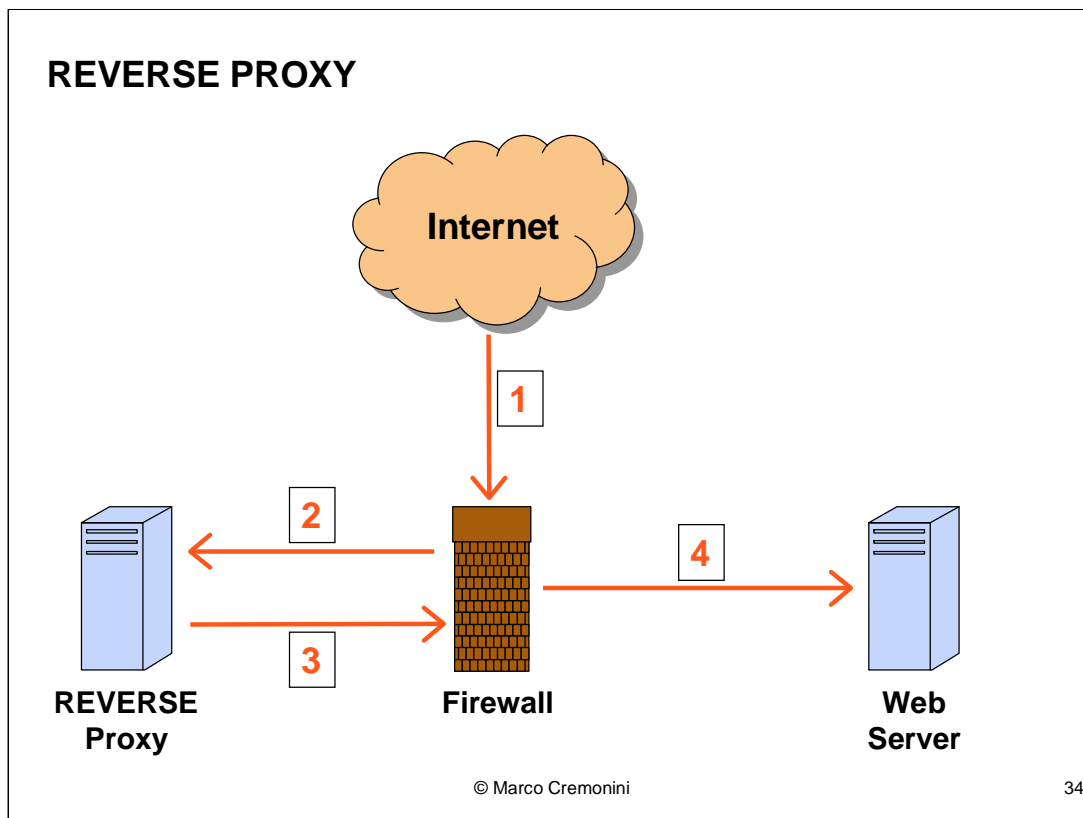 REVERSE PROXY
Internet
1
2
4
3
REVERSE
Proxy
Firewall
Web
Server
© Marco Cremonini
34